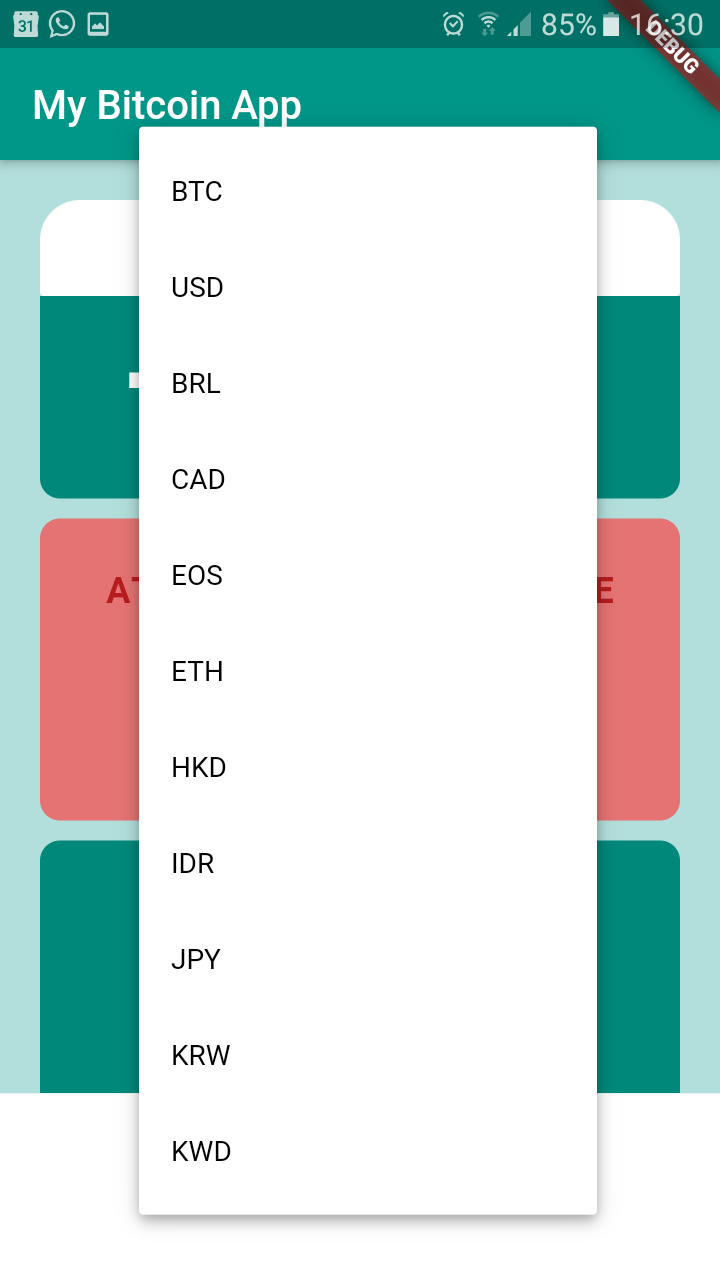 31 85% 16:30
DEBUG
My Bitcoin App
BTC
USD
BRL
CAD
EOS
ETH
HKD
IDR
JPY
KRW
KWD